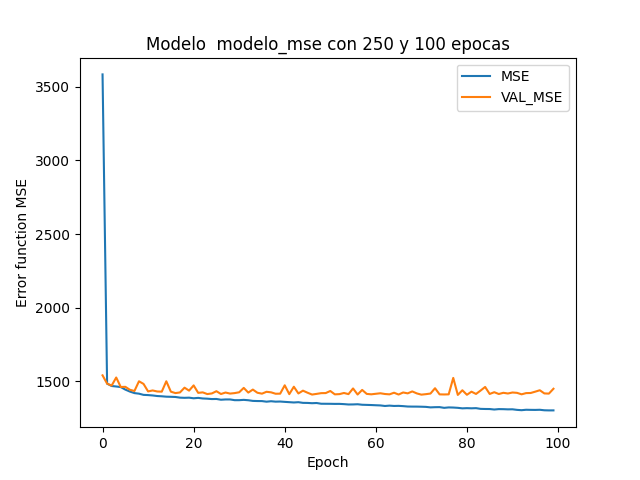 Modelo  modelo_mse con 250 y 100 epocas
MSE
VAL_MSE
Error function MSE
3500
3000
2500
2000
1500
0 20 40 60 80 100
Epoch